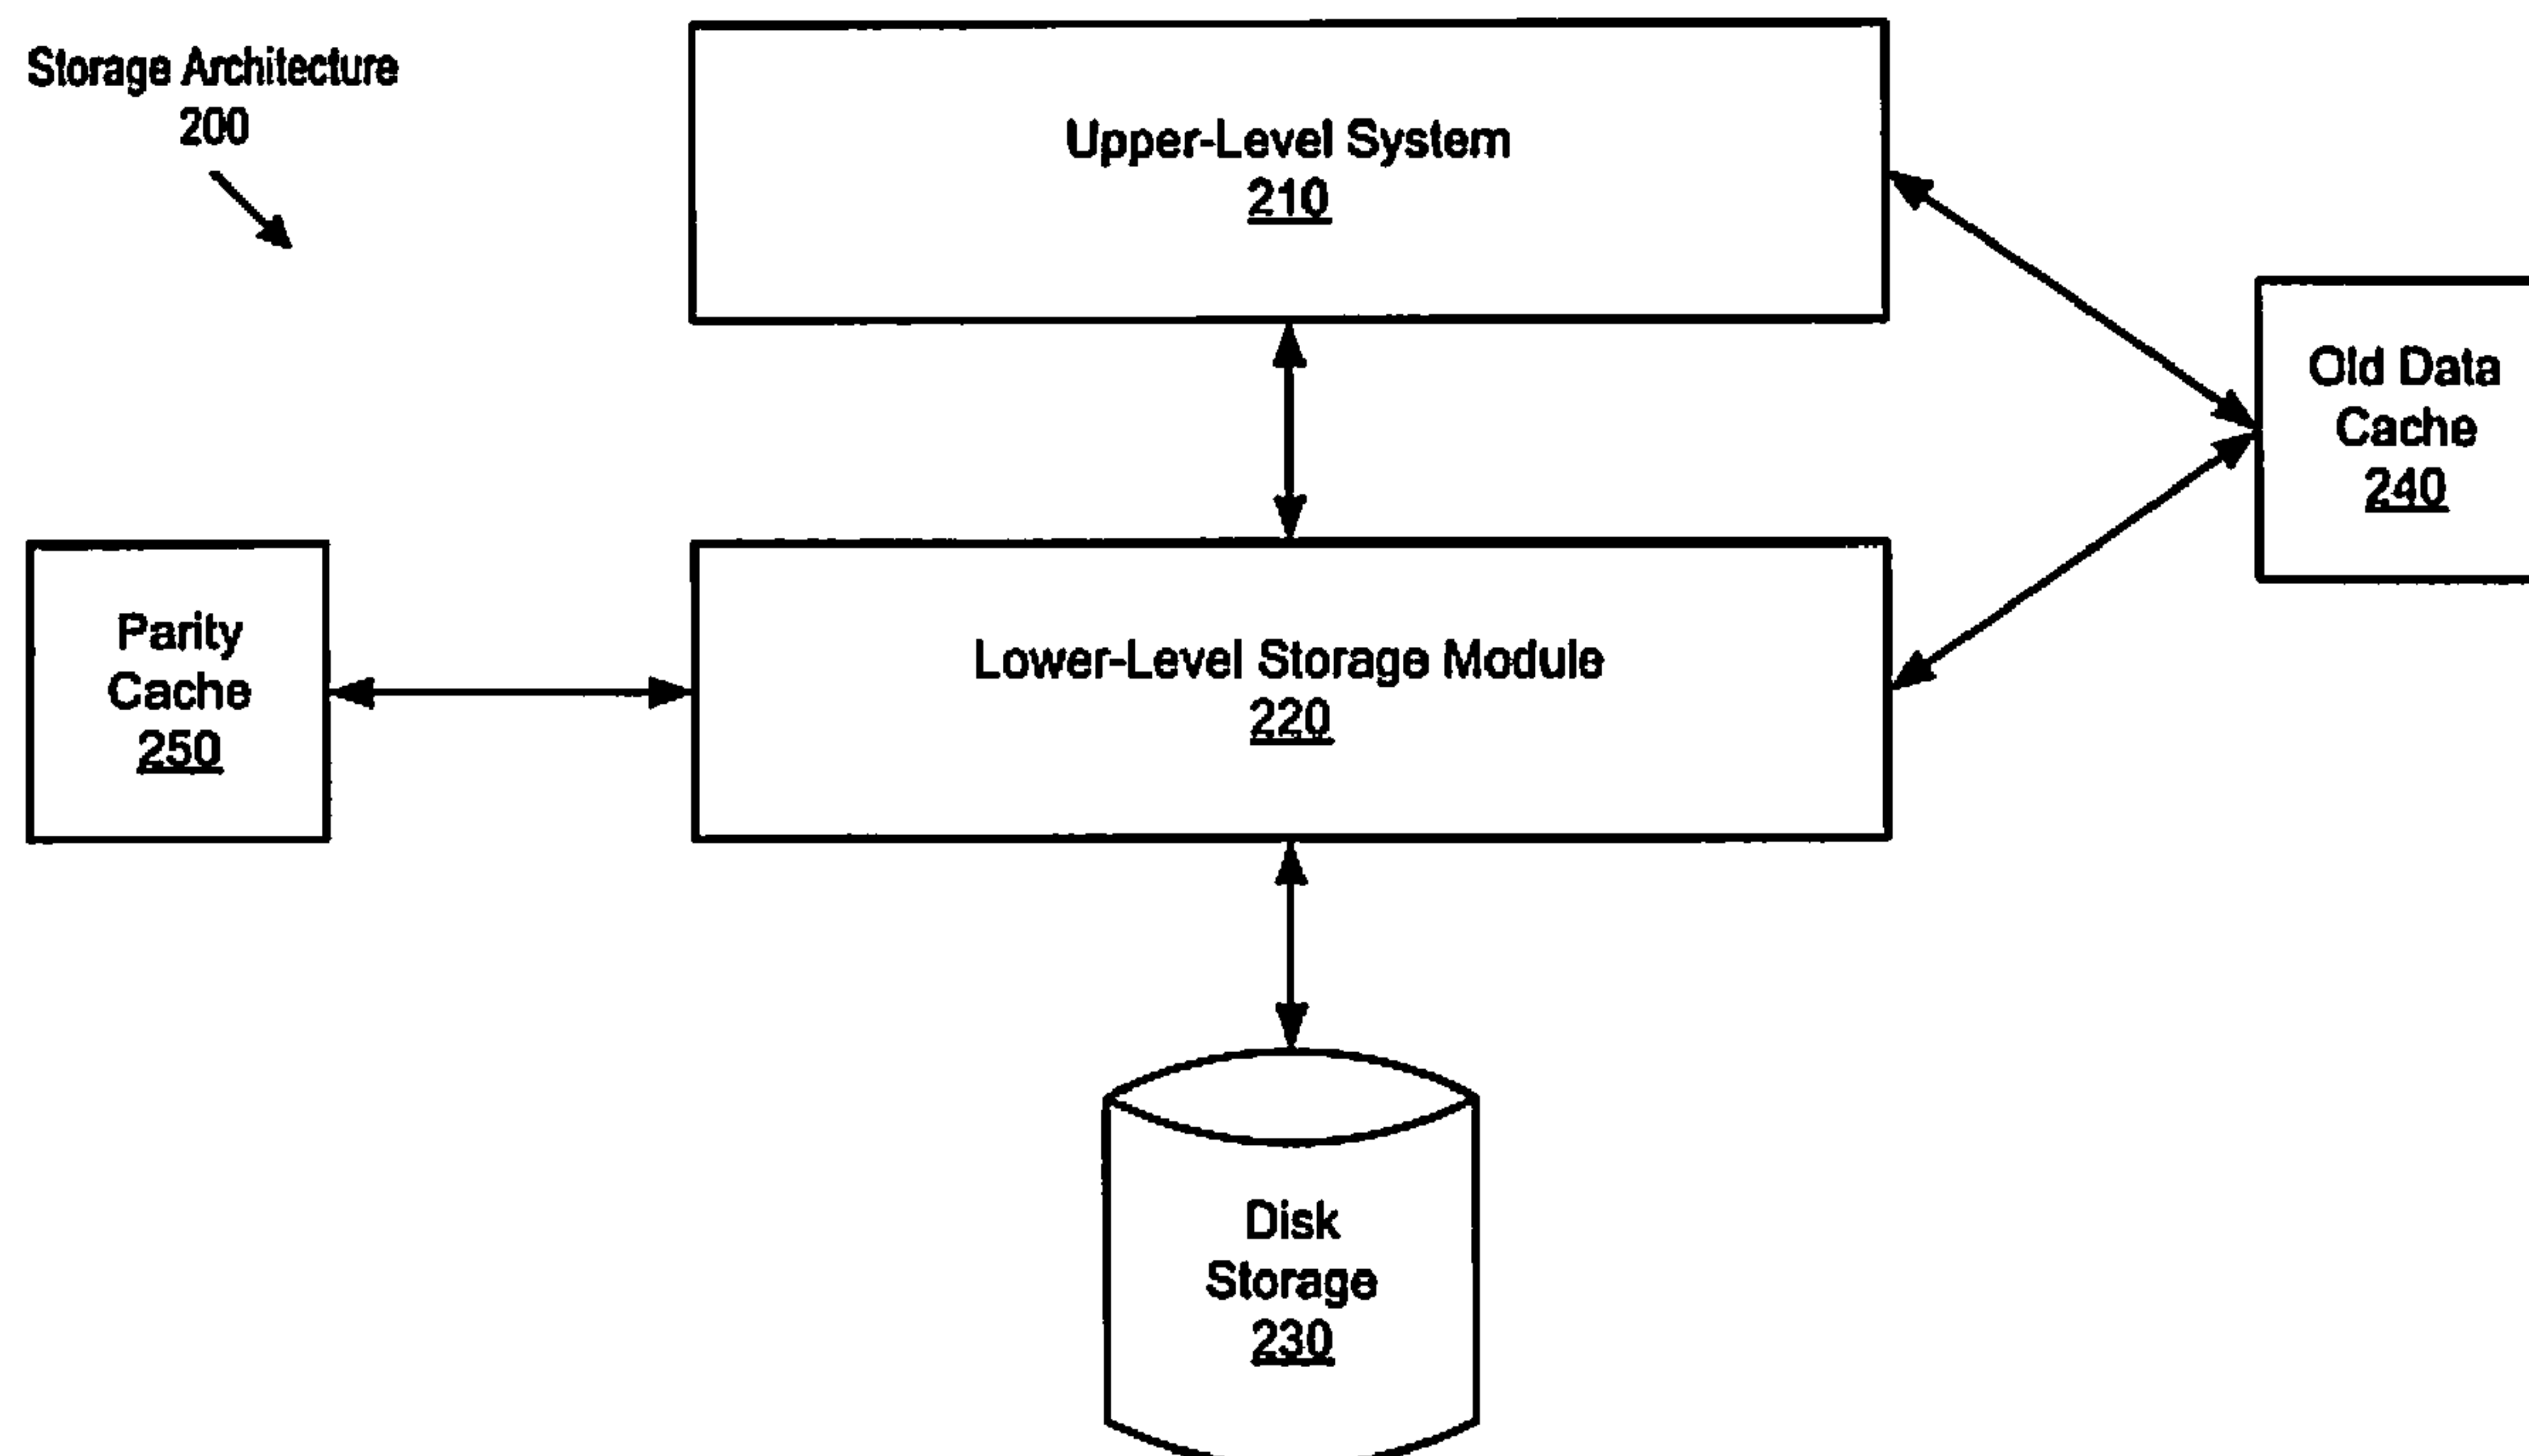 Storage Architecture
200
Upper-Level System
210
Old Data
Cache
240
Parity
Cache
250
Lower-Level Storage Module
220
Disk
Storage
230